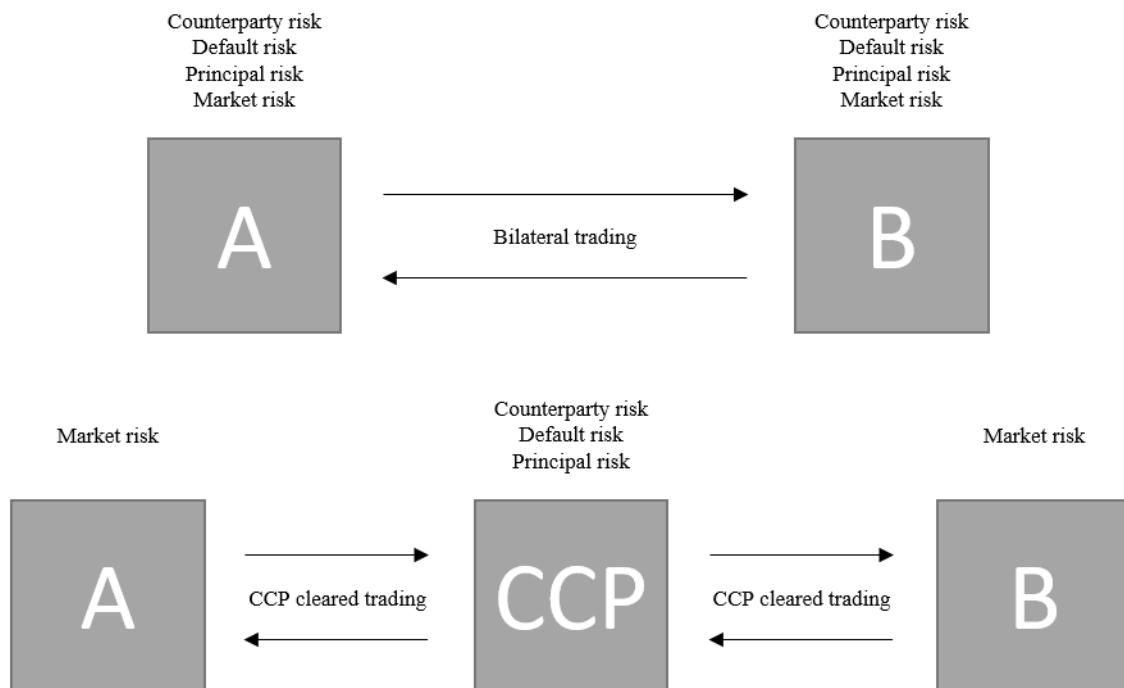 Counterparty risk
Default risk
Principal risk
Market risk
Counterparty risk
Default risk
Principal risk
Market risk
A
Bilateral trading
B
Market risk
Counterparty risk
Default risk
Principal risk
Market risk
A
CCP cleared trading
CCP
CCP cleared trading
B